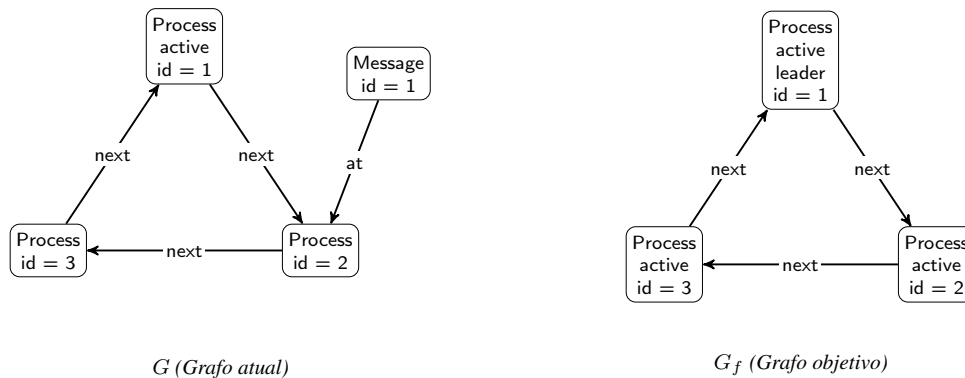 Process
active
id = 1
Message
id = 1
next
next
at
Process
id = 3
next
Process
id = 2
G (Grafo atual)
Process
active
leader
id = 1
next
next
Process
active
id = 3
next
Process
active
id = 2
Gf (Grafo objetivo)